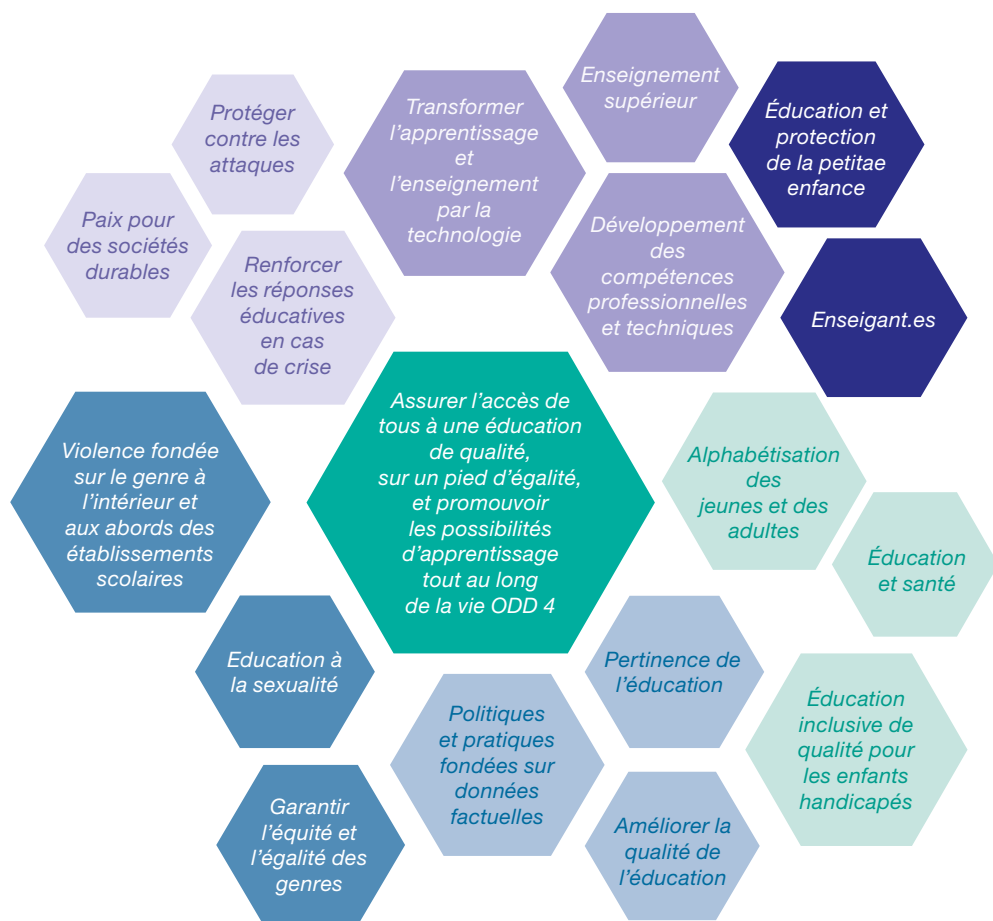 Enseignement
supérieur
Protéger
contre les
attaques
Transformer
l'apprentissage
et
l'enseignement
par la
technologie
Éducation et
protection
de la petitae
enfance
Paix pour
des sociétés
durables
Renforcer
les réponses
éducatives
en cas
de crise
Développement
des
compétences
professionnelles
et techniques
Enseigant.es
Assurer l'accès de
tous à une éducation
de qualité,
sur un pied d'égalité,
et promouvoir
les possibilités
d'apprentissage
tout au long
de la vie ODD 4
Violence fondée
sur le genre à
l'intérieur et
aux abords des
établissements
scolaires
Alphabétisation
des
jeunes et des
adultes
Éducation
et santé
Education à
la sexualité
Pertinence de
l'éducation
Politiques
et pratiques
fondées sur
données
factuelles
Éducation
inclusive de
qualité pour
les enfants
handicapés
Garantir
l'équité et
l'égalité des
genres
Améliorer la
qualité de
l'éducation